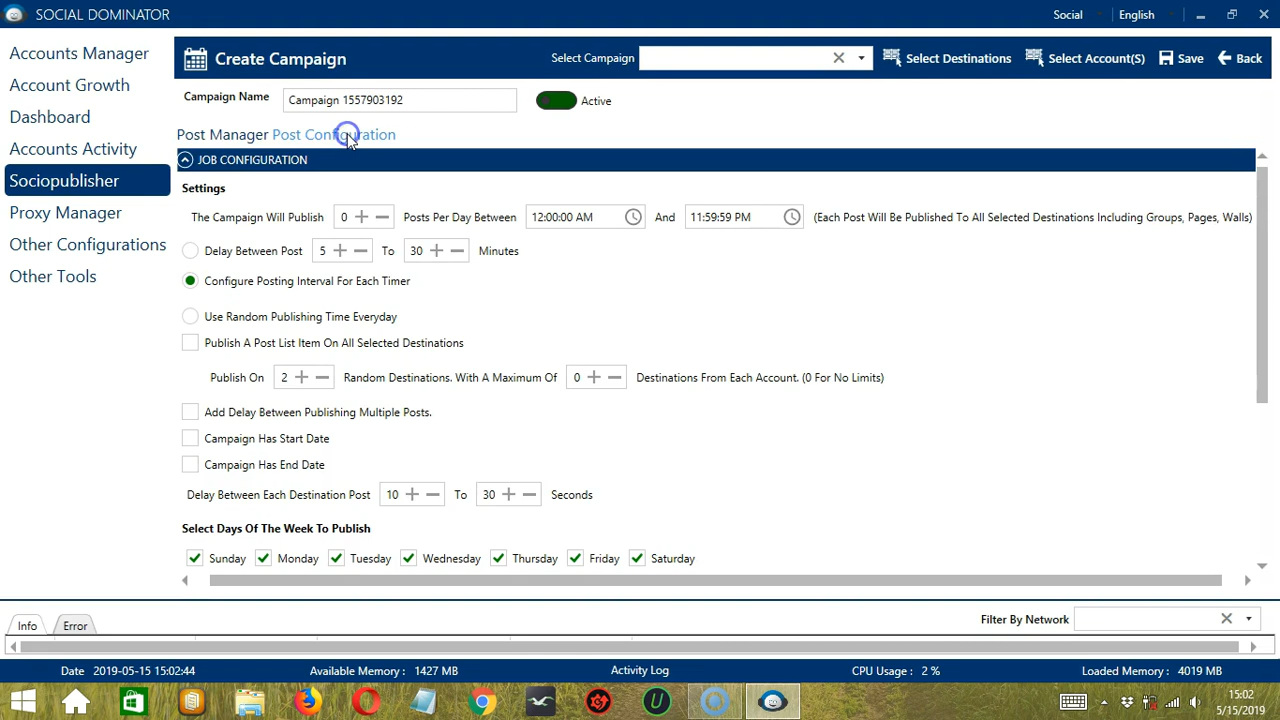 SOCIAL DOMINATOR
Social
English
Accounts Manager
Account Growth
Dashboard
Accounts Activity
Sociopublisher
Proxy Manager
Other Configurations
Other Tools
Create Campaign
Select Campaign
Select Destinations
Select Account(S)
Save
Back
Campaign Name
Campaign 1557903192
Active
Post Manager Post Configuration
JOB CONFIGURATION
Settings
The Campaign Will Publish 0 Posts Per Day Between 12:00:00 AM And 11:59:59 PM (Each Post Will Be Published To All Selected Destinations Including Groups, Pages, Walls)
Delay Between Post 5 To 30 Minutes
Configure Posting Interval For Each Timer
Use Random Publishing Time Everyday
Publish A Post List Item On All Selected Destinations
Publish On 2 Random Destinations. With A Maximum Of 0 Destinations From Each Account. (0 For No Limits)
Add Delay Between Publishing Multiple Posts.
Campaign Has Start Date
Campaign Has End Date
Delay Between Each Destination Post 10 To 30 Seconds
Select Days Of The Week To Publish
Sunday Monday Tuesday Wednesday Thursday Friday Saturday
Info Error
Filter By Network
Date 2019-05-15 15:02:44 Available Memory : 1427 MB Activity Log CPU Usage : 2 % Loaded Memory : 4019 MB
15:02
5/15/2019